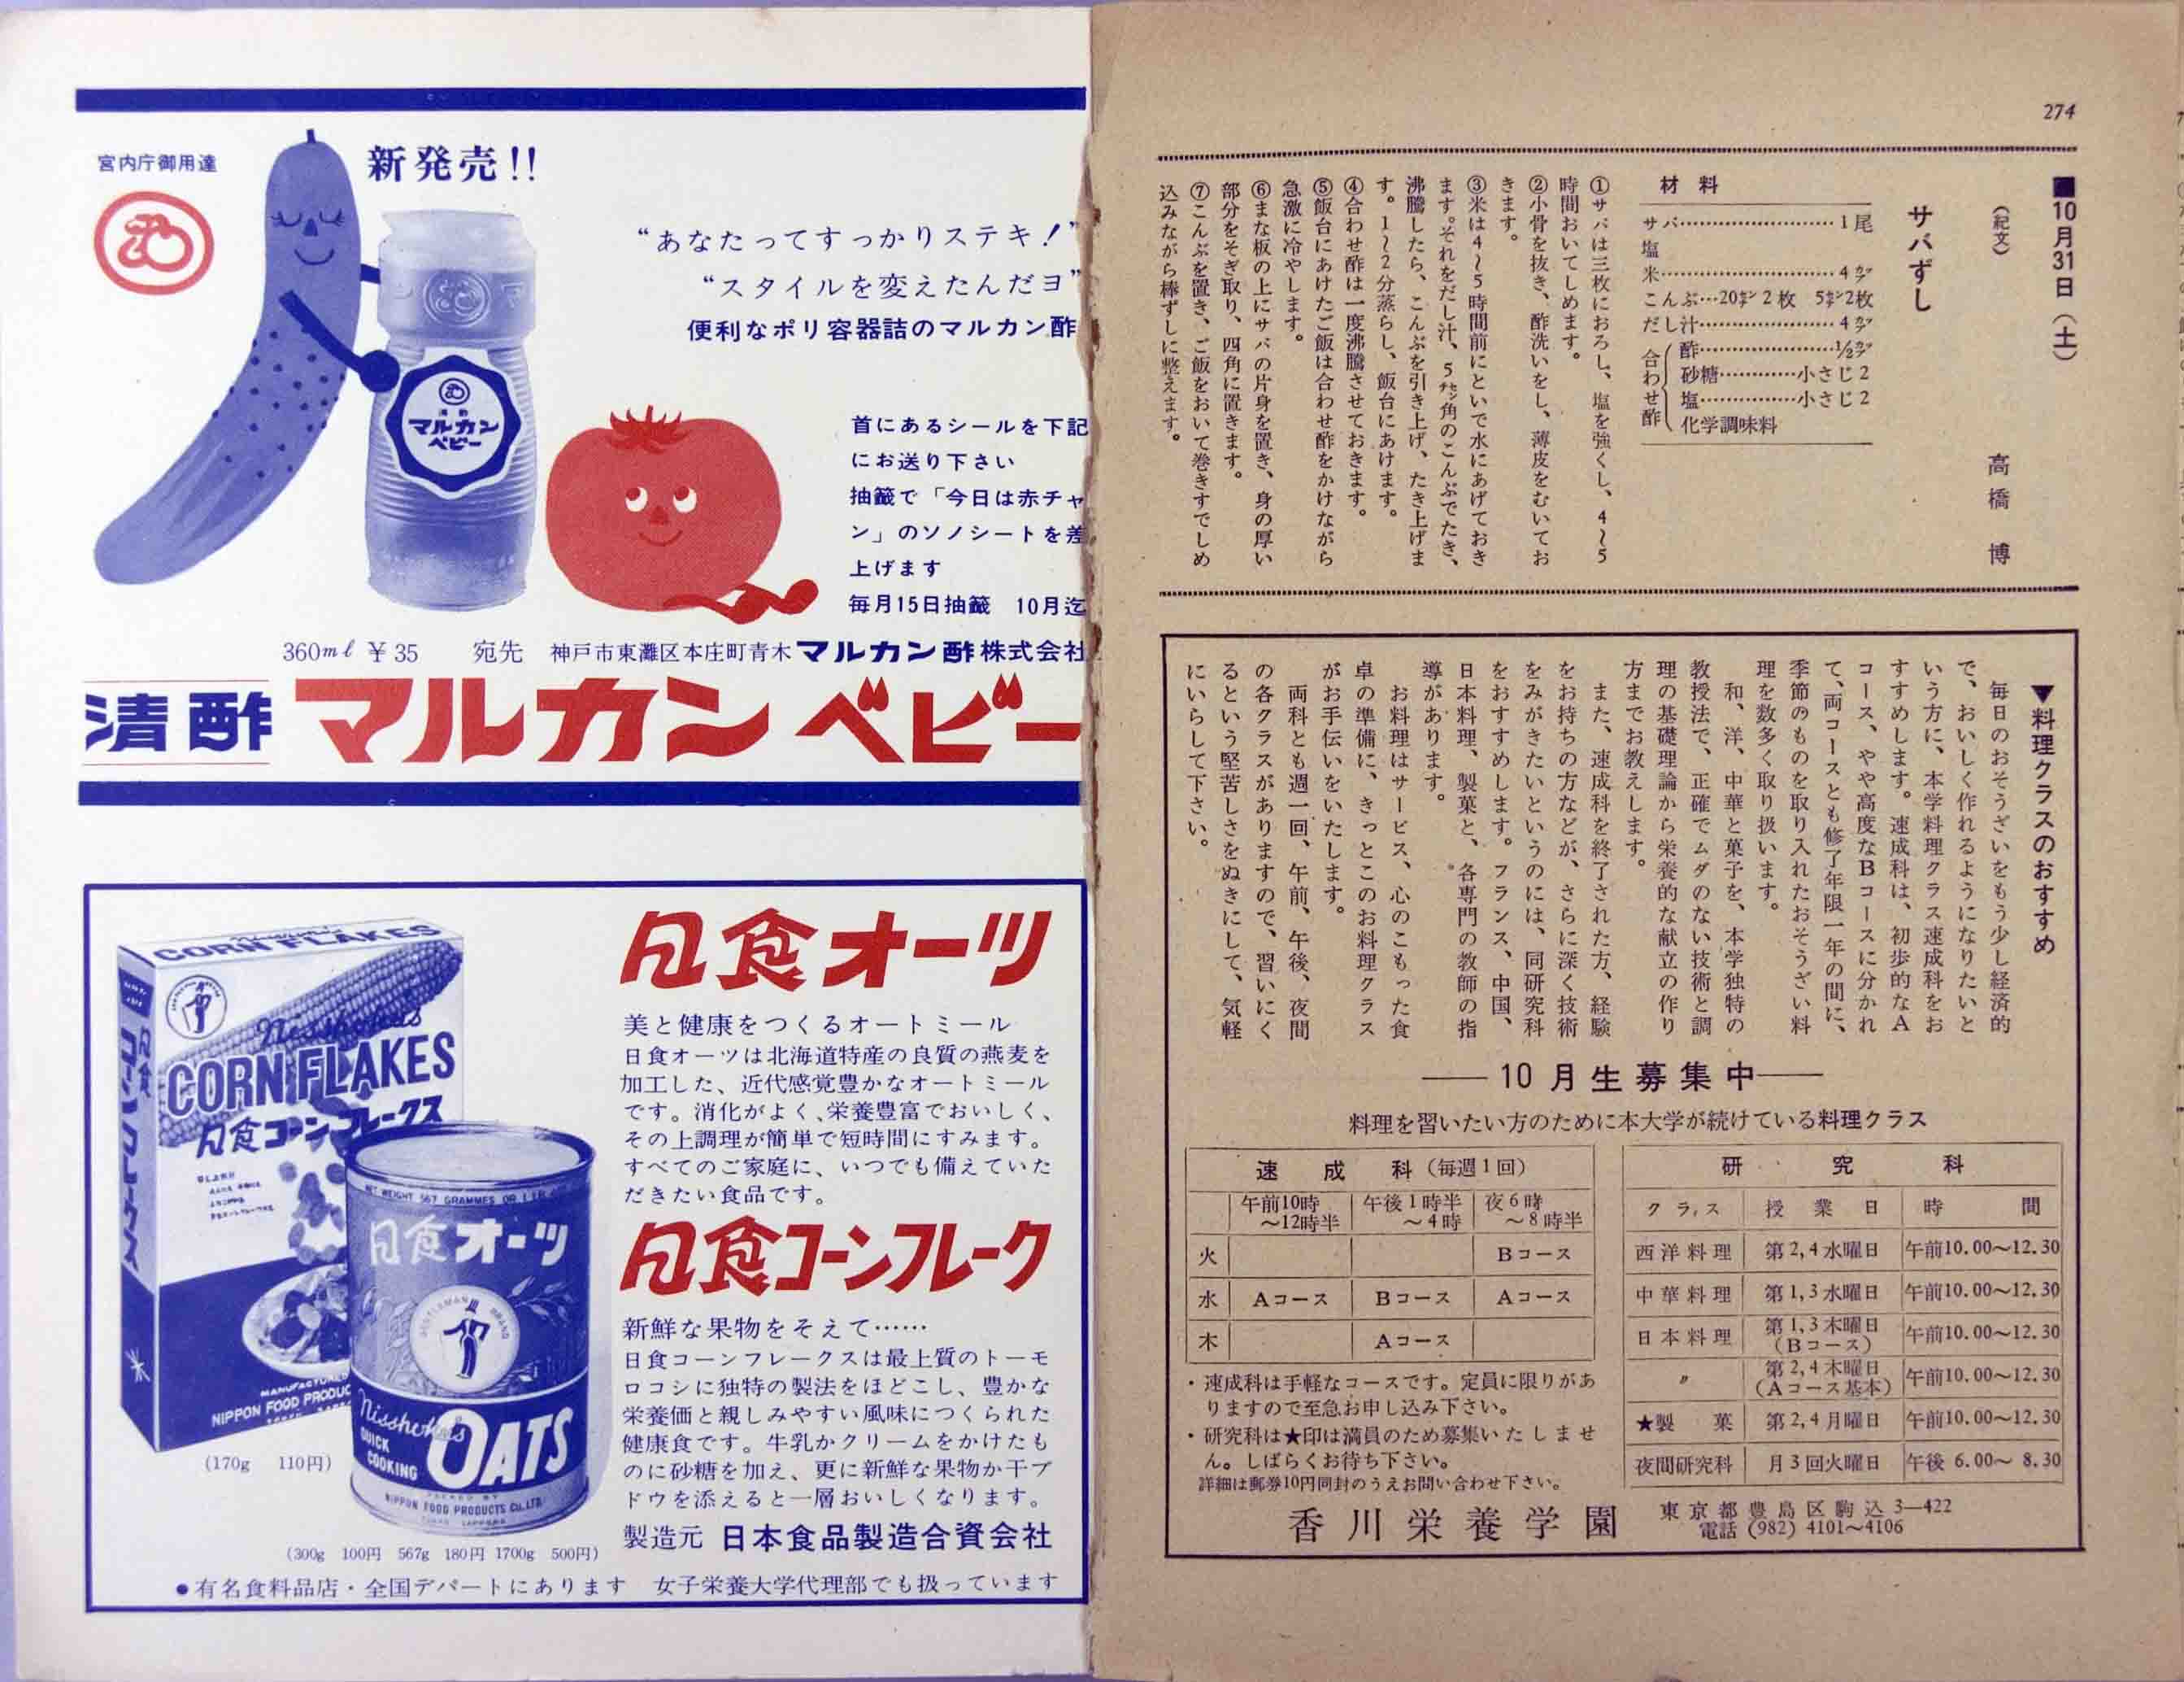 274
■10月31日（土）
（紀文）
高橋 博
サバずし
材料
サバ……………………1尾
塩
米……………………4カップ
こんぶ…20センチ2枚 5センチ2枚
だし汁………………4カップ
合わせ酢
酢………………½カップ
砂糖…………小さじ2
塩……………小さじ2
化学調味料
①サバは三枚におろし、塩を強くし、4〜5
時間おいてしめます。
②小骨を抜き、酢洗いをし、薄皮をむいてお
きます。
③米は4〜5時間前にといで水にあげておき
ます。それをだし汁、5センチ角のこんぶでたき、
沸騰したら、こんぶを引き上げ、たき上げま
す。1〜2分蒸らし、飯台にあけます。
④合わせ酢は一度沸騰させておきます。
⑤飯台にあけたご飯は合わせ酢をかけながら
急激に冷やします。
⑥まな板の上にサバの片身を置き、身の厚い
部分をそぎ取り、四角に置きます。
⑦こんぶを置き、ご飯をおいて巻きすでしめ
込みながら棒ずしに整えます。
▼料理クラスのおすすめ
毎日のおそうざいをもう少し経済的
で、おいしく作れるようになりたいと
いう方に、本学料理クラス速成科をお
すすめします。速成科は、初歩的なA
コース、やや高度なBコースに分かれ
て、両コースとも修了年限一年の間に、
季節のものを取り入れたおそうざい料
理を数多く取り扱います。
和、洋、中華と菓子を、本学独特の
教授法で、正確でムダのない技術と調
理の基礎理論から栄養的な献立の作り
方までお教えします。
また、速成科を終了された方、経験
をお持ちの方などが、さらに深く技術
をみがきたいというのには、同研究科
をおすすめします。フランス、中国、
日本料理、製菓と、各専門の教師の指
導があります。
お料理はサービス、心のこもった食
卓の準備に、きっとこのお料理クラス
がお手伝いをいたします。
両科とも週一回、午前、午後、夜間
の各クラスがありますので、習いにく
るという堅苦しさをぬきにして、気軽
にいらして下さい。
――10月生募集中――
料理を習いたい方のために本大学が続けている料理クラス
速成科（毎週1回）
午前10時〜12時半 午後1時半〜4時 夜6時〜8時半
火 Bコース
水 Aコース Bコース Aコース
木 Aコース
・速成科は手軽なコースです。定員に限りがあ
りますので至急お申し込み下さい。
・研究科は★印は満員のため募集いたしませ
ん。しばらくお待ち下さい。
詳細は郵券10円同封のうえお問い合わせ下さい。
研究科
クラス 授業日 時間
西洋料理 第2,4水曜日 午前10.00〜12.30
中華料理 第1,3水曜日 午前10.00〜12.30
日本料理 第1,3木曜日（Bコース） 午前10.00〜12.30
〃 第2,4木曜日（Aコース基本） 午前10.00〜12.30
★製菓 第2,4月曜日 午前10.00〜12.30
夜間研究科 月3回火曜日 午後6.00〜8.30
香川栄養学園
東京都豊島区駒込3―422
電話（982）4101〜4106
宮内庁御用達
新発売!!
“あなたってすっかりステキ！”
“スタイルを変えたんだヨ”
便利なポリ容器詰のマルカン酢
清酢
マルカン
ベビー
首にあるシールを下記
にお送り下さい
抽籤で「今日は赤チャ
ン」のソノシートを差
上げます
毎月15日抽籤 10月迄
360mℓ ¥35 宛先 神戸市東灘区本庄町青木マルカン酢株式会社
清酢 マルカンベビー
日食オーツ
美と健康をつくるオートミール
日食オーツは北海道特産の良質の燕麦を
加工した、近代感覚豊かなオートミール
です。消化がよく、栄養豊富でおいしく、
その上調理が簡単で短時間にすみます。
すべてのご家庭に、いつでも備えていた
だきたい食品です。
日食コーンフレーク
新鮮な果物をそえて……
日食コーンフレークスは最上質のトーモ
ロコシに独特の製法をほどこし、豊かな
栄養価と親しみやすい風味につくられた
健康食です。牛乳かクリームをかけたも
のに砂糖を加え、更に新鮮な果物か干ブ
ドウを添えると一層おいしくなります。
製造元 日本食品製造合資会社
CORN FLAKES
Nisshoku's
CORN FLAKES
日食コーンフレークス
MANUFACTURED
NIPPON FOOD PRODUC
(170g 110円)
NET WEIGHT 567 GRAMMES OR 1 LB
日食オーツ
Nisshoku's
QUICK
COOKING
OATS
NIPPON FOOD PRODUCTS Co.,LTD.
(300g 100円 567g 180円 1700g 500円)
●有名食料品店・全国デパートにあります 女子栄養大学代理部でも扱っています